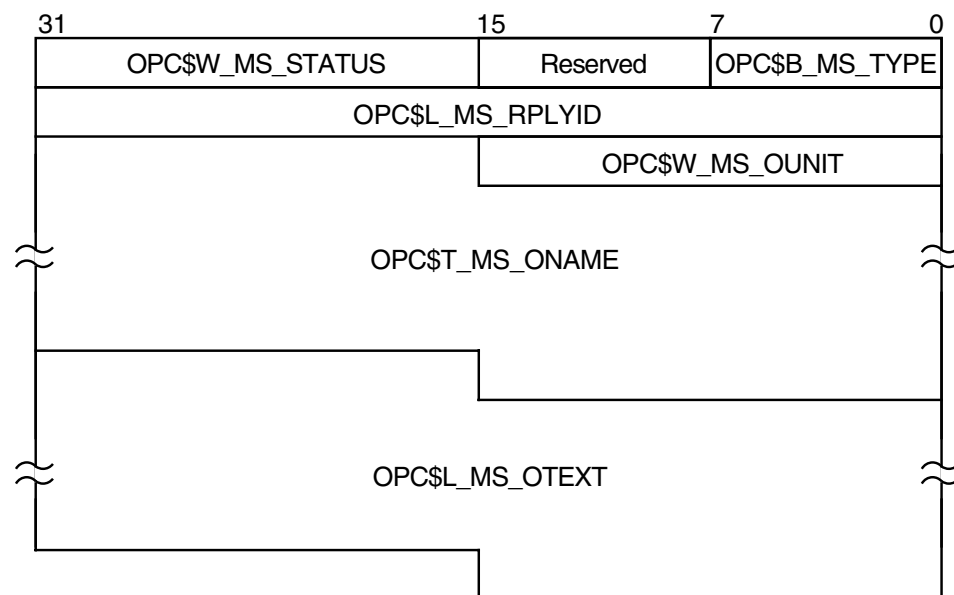 31 15 7 0
OPC$W_MS_STATUS Reserved OPC$B_MS_TYPE
OPC$L_MS_RPLYID
OPC$W_MS_OUNIT
OPC$T_MS_ONAME
OPC$L_MS_OTEXT